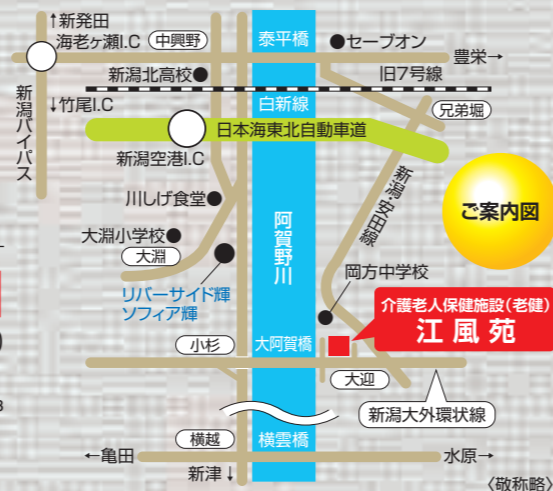 ↑新発田
海老ヶ瀬I.C
中興野
泰平橋
セーブオン
豊栄→
新潟北高校
旧7号線
新潟バイパス
↓竹尾I.C
白新線
兄弟堀
日本海東北自動車道
新潟空港I.C
新潟・安田線
ご案内図
川しげ食堂
阿賀野川
大淵小学校
大淵
岡方中学校
リバーサイド輝
ソフィア輝
介護老人保健施設(老健)
江風苑
小杉
大阿賀橋
大迎
新潟大外環状線
横越
横雲橋
←亀田
水原→
新津↓
〈敬称略〉